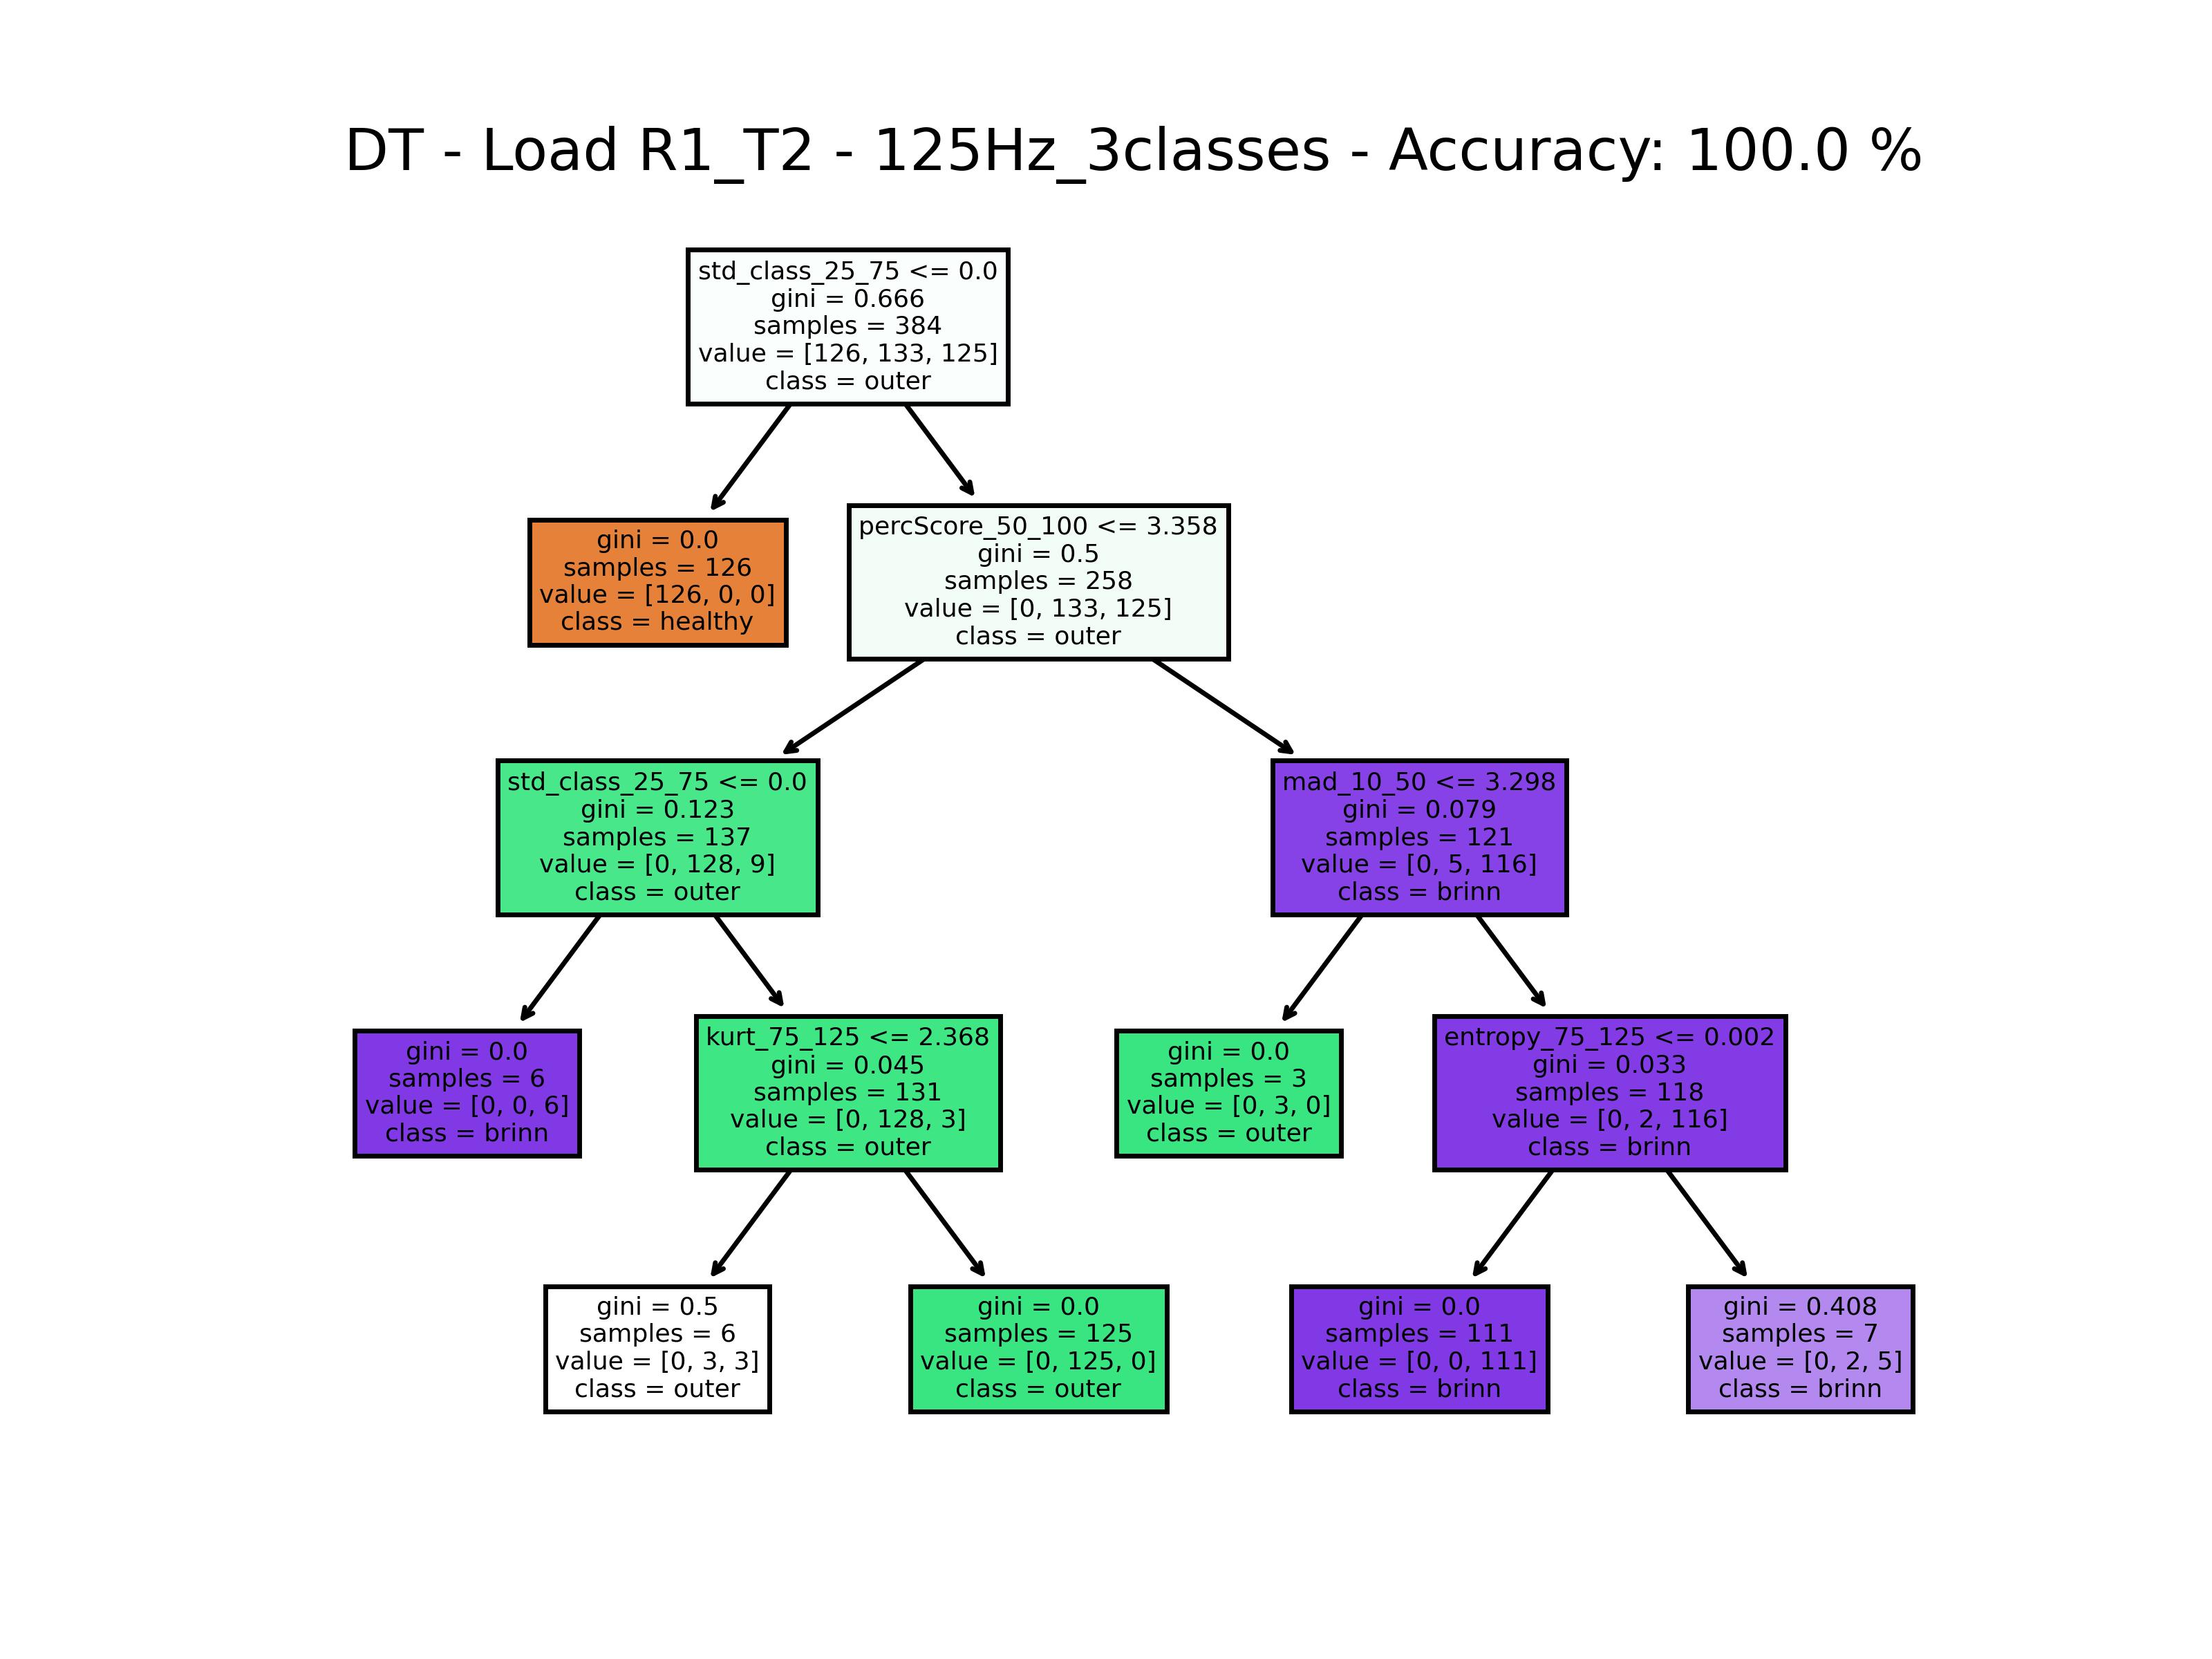 DT - Load R1_T2 - 125Hz_3classes - Accuracy: 100.0 %
std_class_25_75 <= 0.0
gini = 0.666
samples = 384
value = [126, 133, 125]
class = outer
gini = 0.0
samples = 126
value = [126, 0, 0]
class = healthy
percScore_50_100 <= 3.358
gini = 0.5
samples = 258
value = [0, 133, 125]
class = outer
std_class_25_75 <= 0.0
gini = 0.123
samples = 137
value = [0, 128, 9]
class = outer
mad_10_50 <= 3.298
gini = 0.079
samples = 121
value = [0, 5, 116]
class = brinn
gini = 0.0
samples = 6
value = [0, 0, 6]
class = brinn
kurt_75_125 <= 2.368
gini = 0.045
samples = 131
value = [0, 128, 3]
class = outer
gini = 0.0
samples = 3
value = [0, 3, 0]
class = outer
entropy_75_125 <= 0.002
gini = 0.033
samples = 118
value = [0, 2, 116]
class = brinn
gini = 0.5
samples = 6
value = [0, 3, 3]
class = outer
gini = 0.0
samples = 125
value = [0, 125, 0]
class = outer
gini = 0.0
samples = 111
value = [0, 0, 111]
class = brinn
gini = 0.408
samples = 7
value = [0, 2, 5]
class = brinn